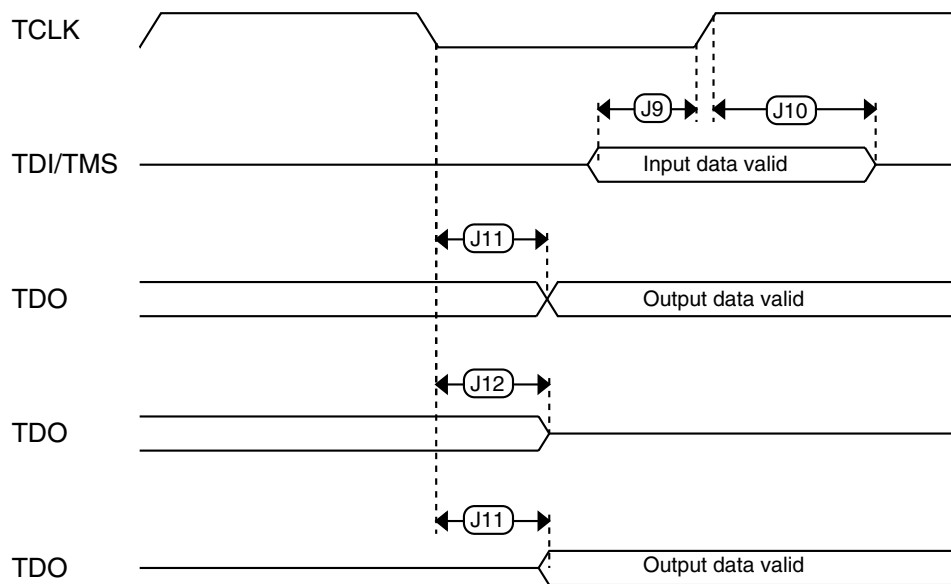 TCLK
J9
J10
TDI/TMS
Input data valid
J11
TDO
Output data valid
J12
TDO
J11
TDO
Output data valid